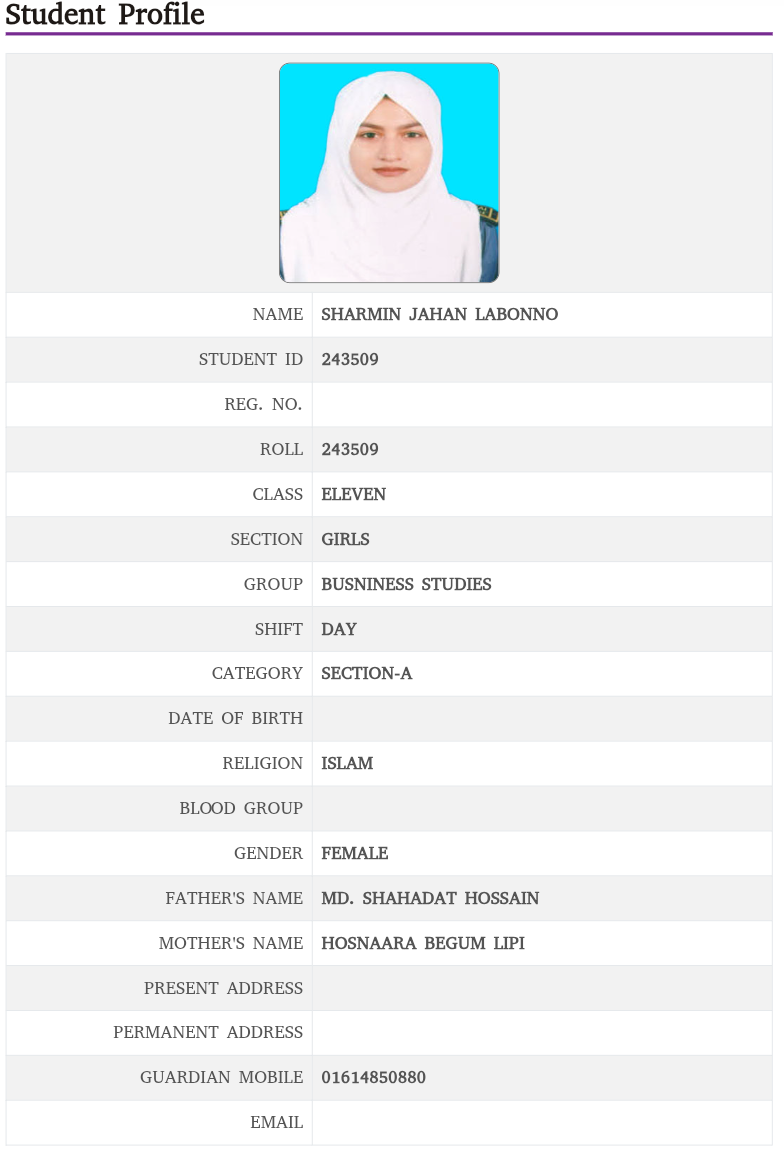 Student Profile
NAME SHARMIN JAHAN LABONNO
STUDENT ID 243509
REG. NO.
ROLL 243509
CLASS ELEVEN
SECTION GIRLS
GROUP BUSNINESS STUDIES
SHIFT DAY
CATEGORY SECTION-A
DATE OF BIRTH
RELIGION ISLAM
BLOOD GROUP
GENDER FEMALE
FATHER'S NAME MD. SHAHADAT HOSSAIN
MOTHER'S NAME HOSNAARA BEGUM LIPI
PRESENT ADDRESS
PERMANENT ADDRESS
GUARDIAN MOBILE 01614850880
EMAIL